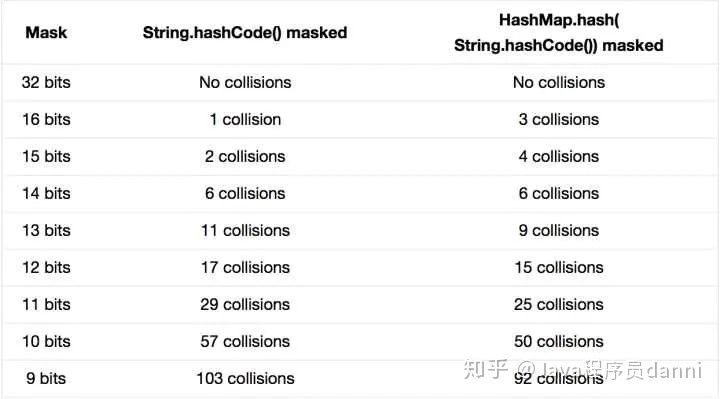 Mask String.hashCode() masked HashMap.hash(
String.hashCode()) masked
32 bits No collisions No collisions
16 bits 1 collision 3 collisions
15 bits 2 collisions 4 collisions
14 bits 6 collisions 6 collisions
13 bits 11 collisions 9 collisions
12 bits 17 collisions 15 collisions
11 bits 29 collisions 25 collisions
10 bits 57 collisions 50 collisions
9 bits 103 collisions 92 collisions
知乎 @Java程序员danni